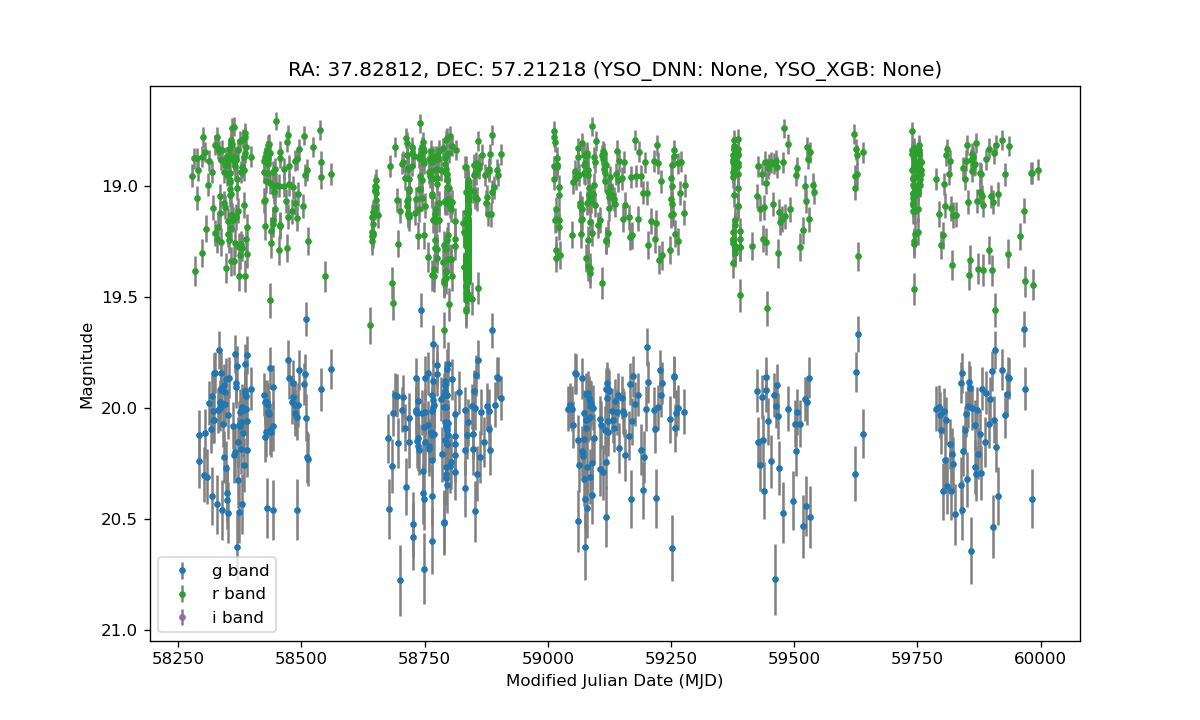 RA: 37.82812, DEC: 57.21218 (YSO_DNN: None, YSO_XGB: None)
Magnitude
19.0
19.5
20.0
20.5
21.0
g band
r band
i band
58250 58500 58750 59000 59250 59500 59750 60000
Modified Julian Date (MJD)